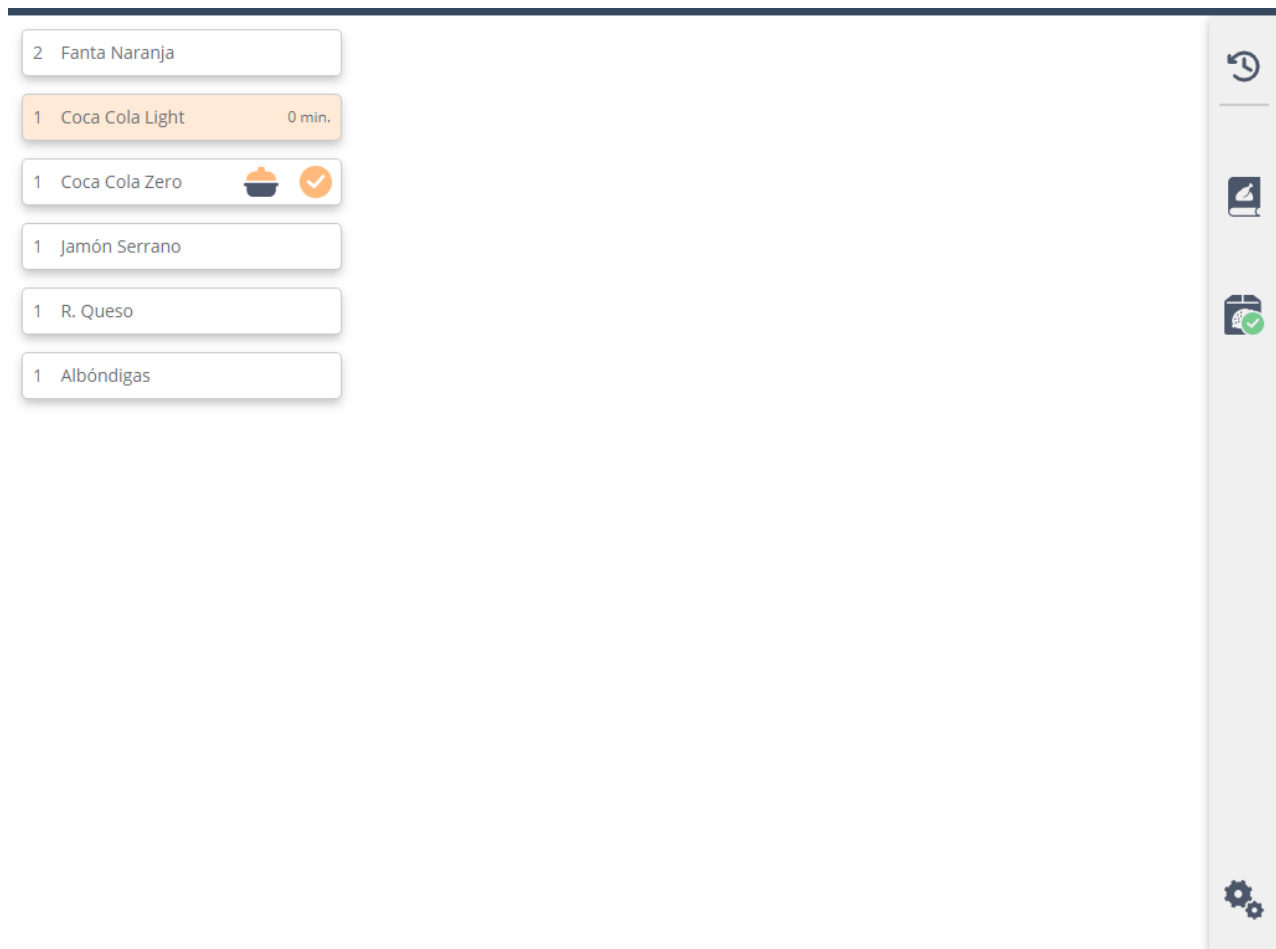 2 Fanta Naranja
1 Coca Cola Light 0 min.
1 Coca Cola Zero
1 Jamón Serrano
1 R. Queso
1 Albóndigas